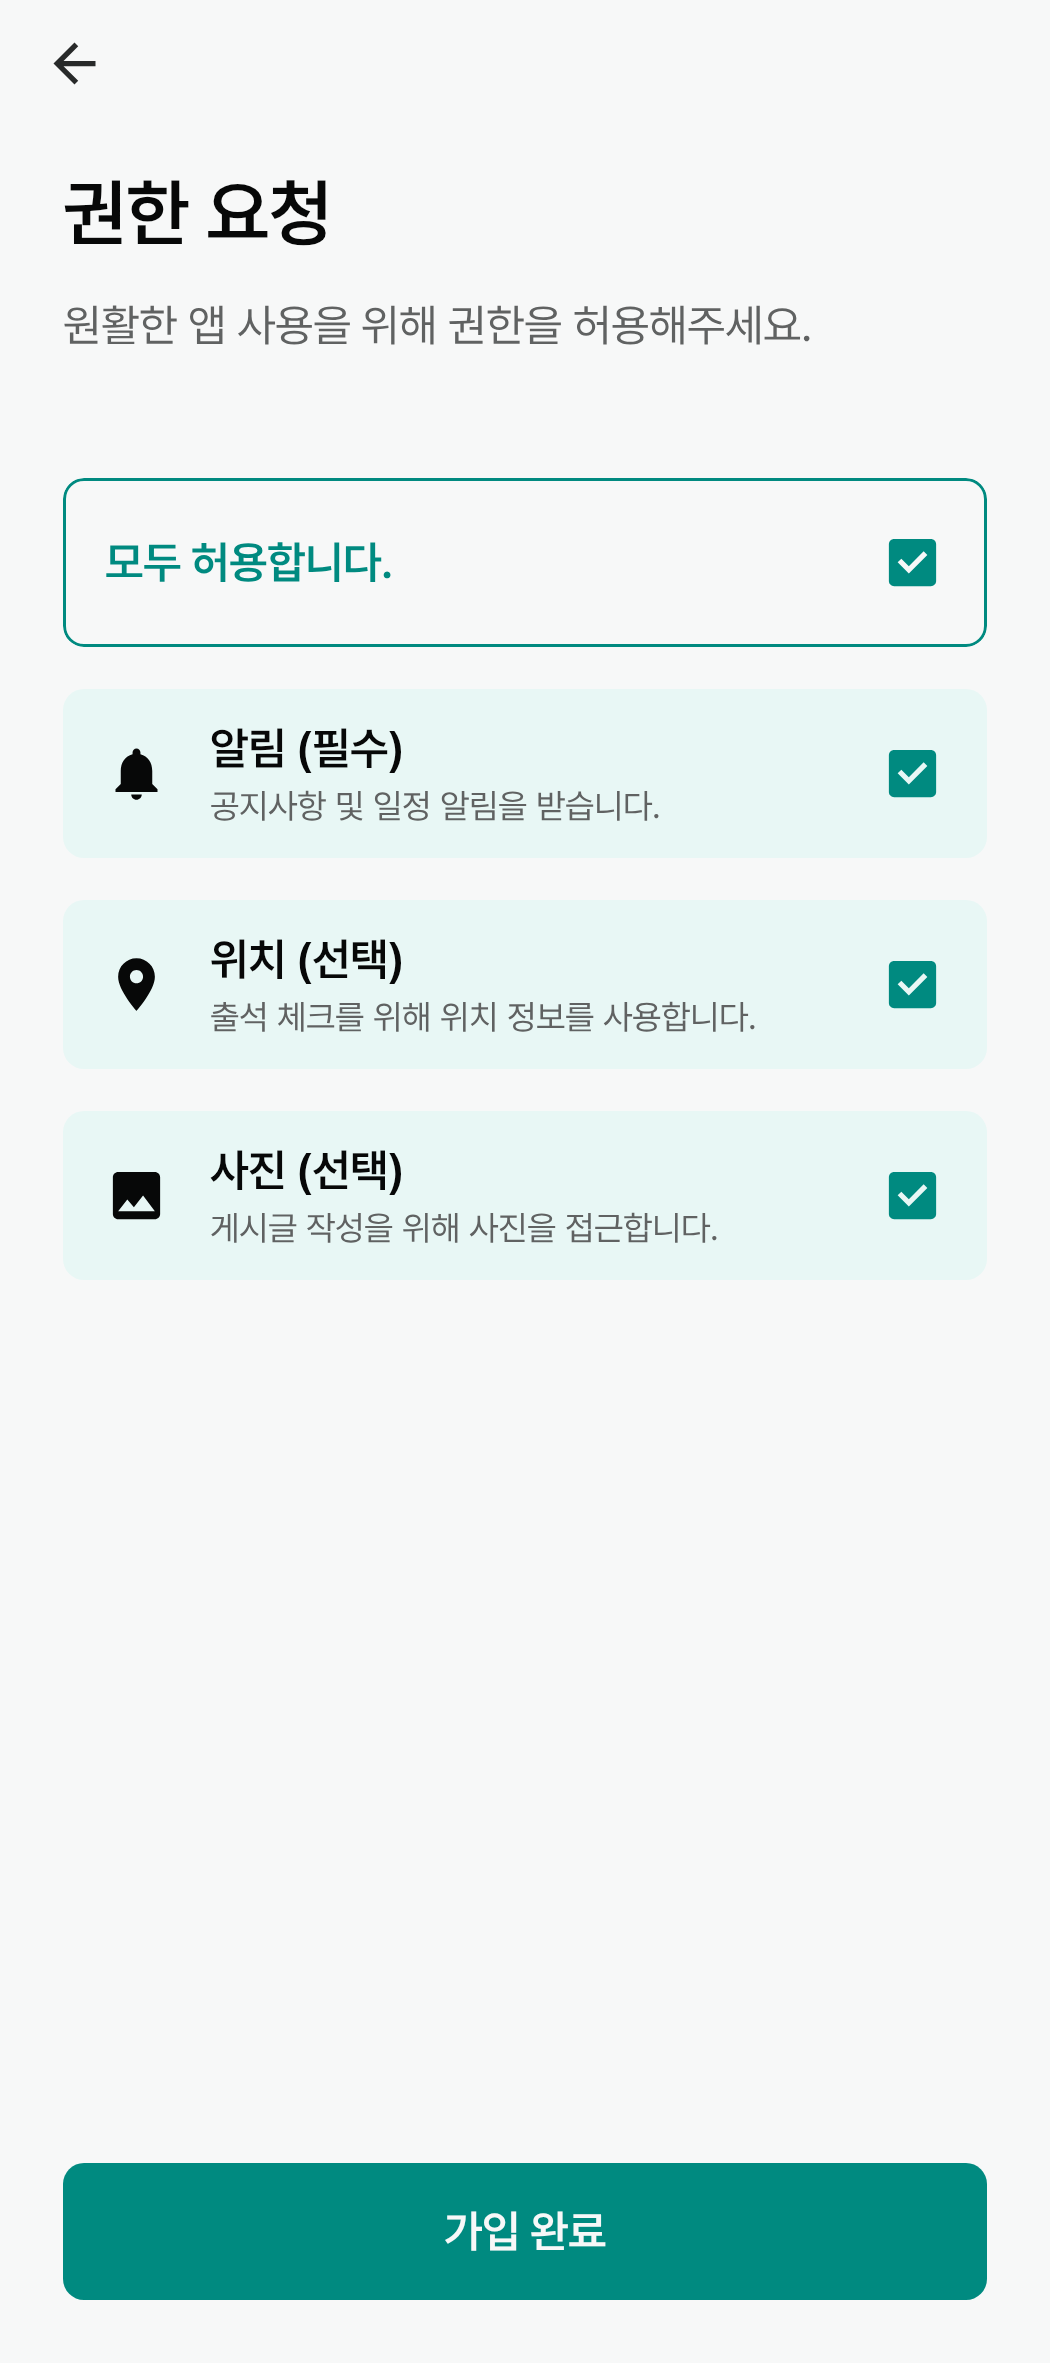 권한 요청
원활한 앱 사용을 위해 권한을 허용해주세요.
모두 허용합니다.
알림 (필수)
공지사항 및 일정 알림을 받습니다.
위치 (선택)
출석 체크를 위해 위치 정보를 사용합니다.
사진 (선택)
게시글 작성을 위해 사진을 접근합니다.
가입 완료